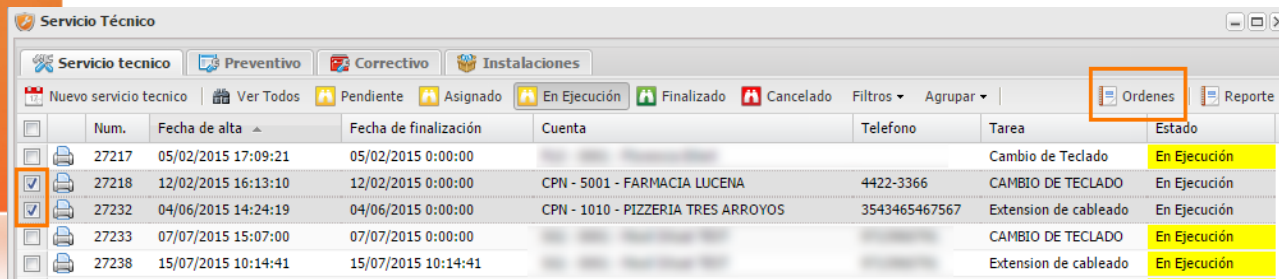 Servicio Técnico
Servicio tecnico Preventivo Correctivo Instalaciones
Nuevo servicio tecnico Ver Todos Pendiente Asignado En Ejecución Finalizado Cancelado Filtros Agrupar Ordenes Reporte
Num. Fecha de alta Fecha de finalización Cuenta Telefono Tarea Estado
27217 05/02/2015 17:09:21 05/02/2015 0:00:00 Cambio de Teclado En Ejecución
27218 12/02/2015 16:13:10 12/02/2015 0:00:00 CPN - 5001 - FARMACIA LUCENA 4422-3366 CAMBIO DE TECLADO En Ejecución
27232 04/06/2015 14:24:19 04/06/2015 0:00:00 CPN - 1010 - PIZZERIA TRES ARROYOS 3543465467567 Extension de cableado En Ejecución
27233 07/07/2015 15:07:00 07/07/2015 0:00:00 CAMBIO DE TECLADO En Ejecución
27238 15/07/2015 10:14:41 15/07/2015 10:14:41 Extension de cableado En Ejecución